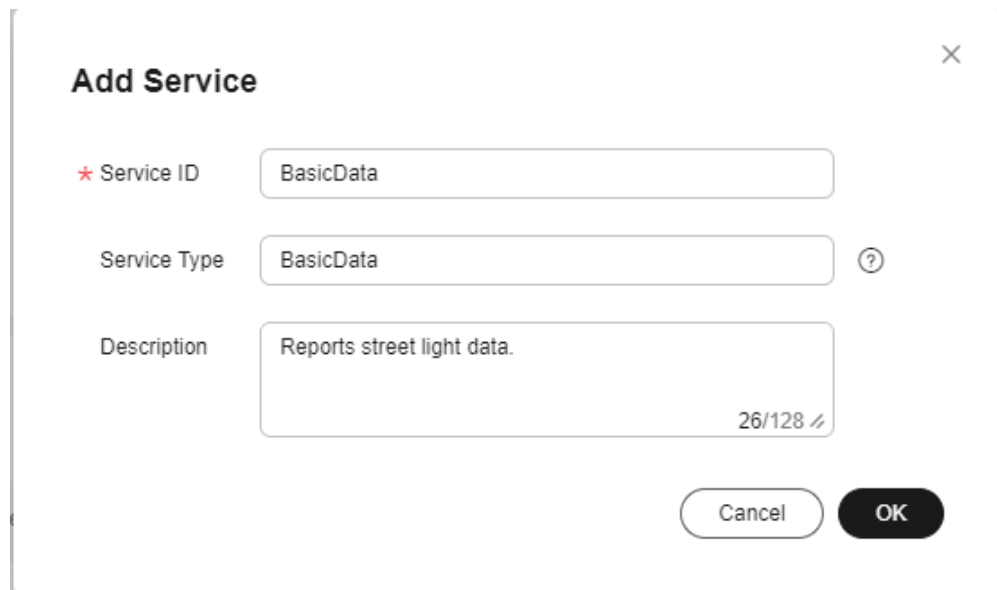 Add Service
* Service ID BasicData
Service Type BasicData
Description Reports street light data.
26/128
Cancel OK